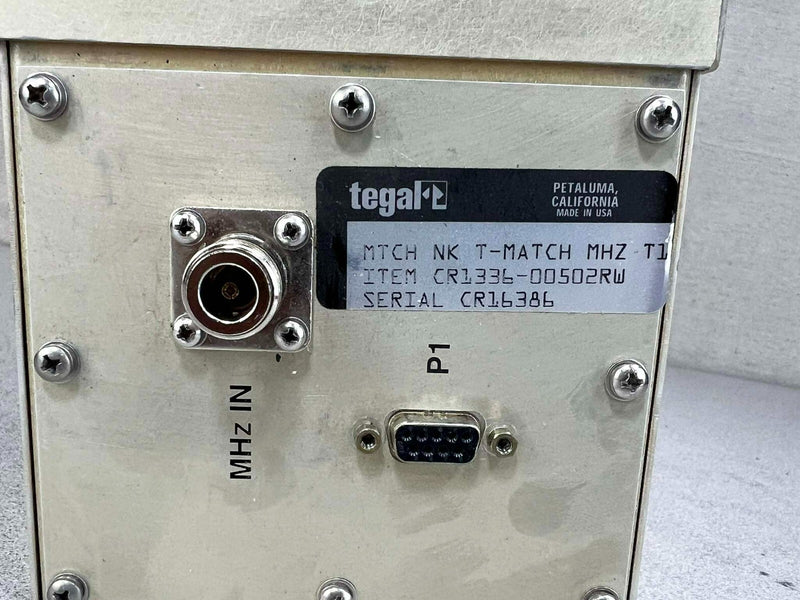 tegal
PETALUMA,
CALIFORNIA
MADE IN USA
MTCH NK T-MATCH MHZ T1
ITEM CR1336-00502RW
SERIAL CR16386
P1
MHz IN